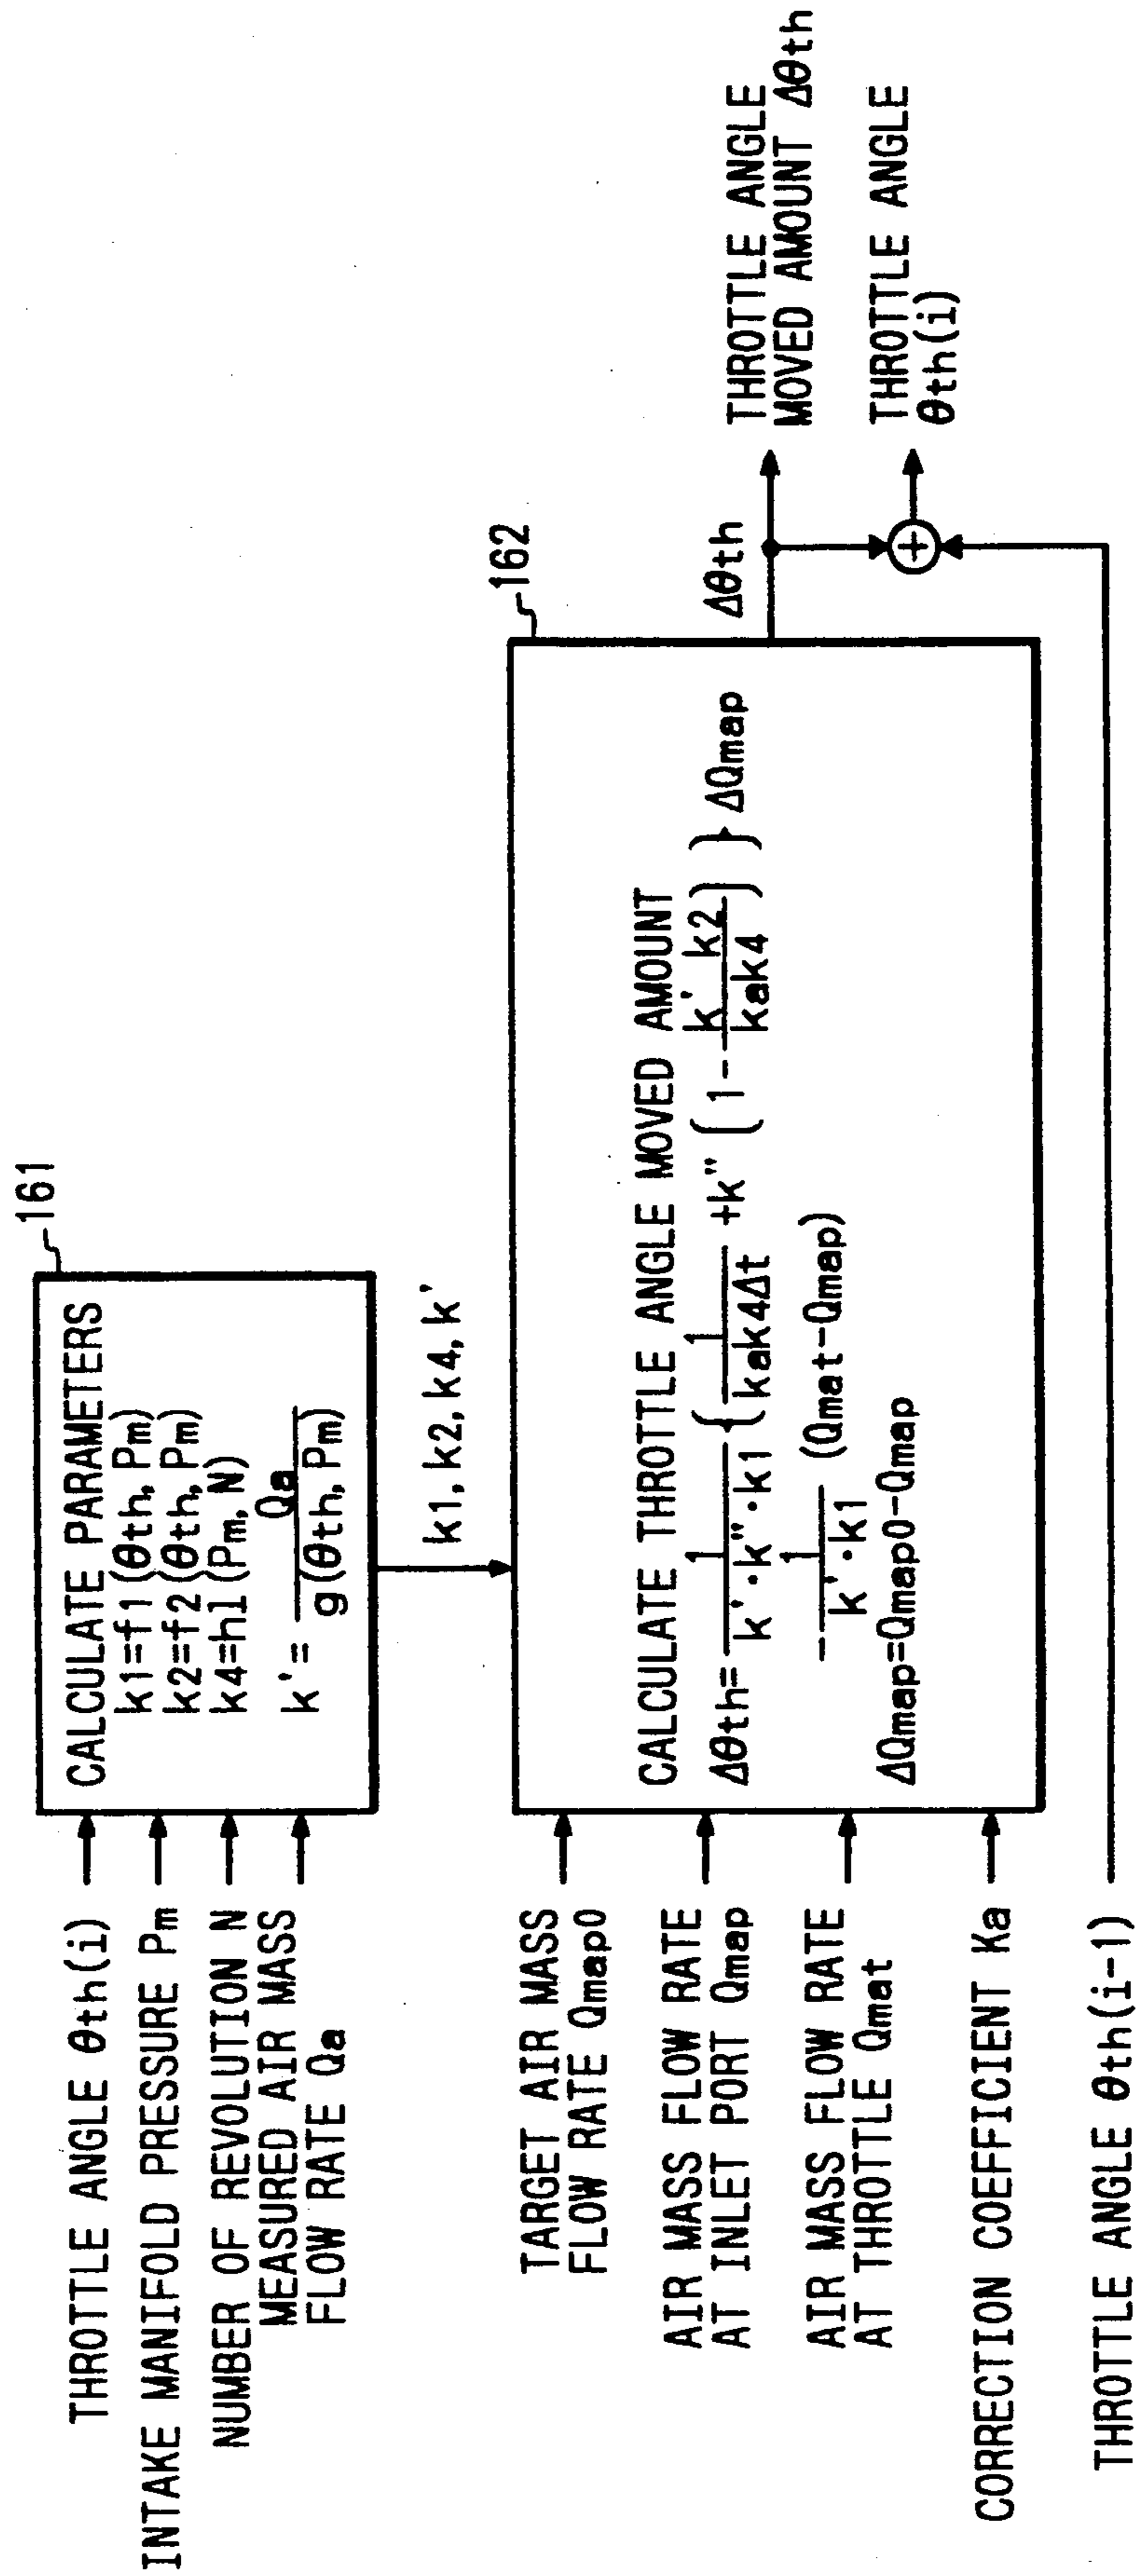 THROTTLE ANGLE θth(i)
INTAKE MANIFOLD PRESSURE Pm
NUMBER OF REVOLUTION N
MEASURED AIR MASS
FLOW RATE Qa
161
CALCULATE PARAMETERS
k1=f1(θth, Pm)
k2=f2(θth, Pm)
k4=hl(Pm, N)
k'= Qa / g(θth, Pm)
k1, k2, k4, k'
TARGET AIR MASS
FLOW RATE Qmap0
AIR MASS FLOW RATE
AT INLET PORT Qmap
AIR MASS FLOW RATE
AT THROTTLE Qmat
CORRECTION COEFFICIENT Ka
THROTTLE ANGLE θth(i-1)
162
CALCULATE THROTTLE ANGLE MOVED AMOUNT
Δθth= 1 / k'·k"·k1 { 1 / kak4Δt +k" (1- k' k2 / kak4 ) } ΔQmap
- 1 / k'·k1 (Qmat-Qmap)
ΔQmap=Qmap0-Qmap
Δθth
THROTTLE ANGLE
MOVED AMOUNT Δθth
+
THROTTLE ANGLE
θth(i)